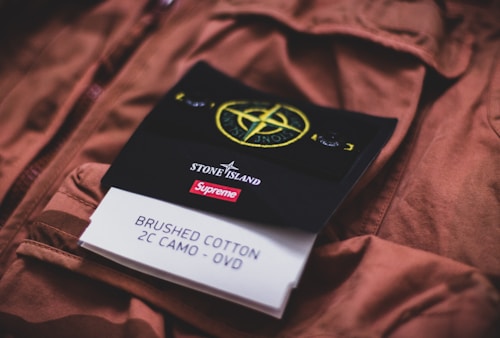 STONE ISLAND
Supreme
BRUSHED COTTON
2C CAMO - OVD